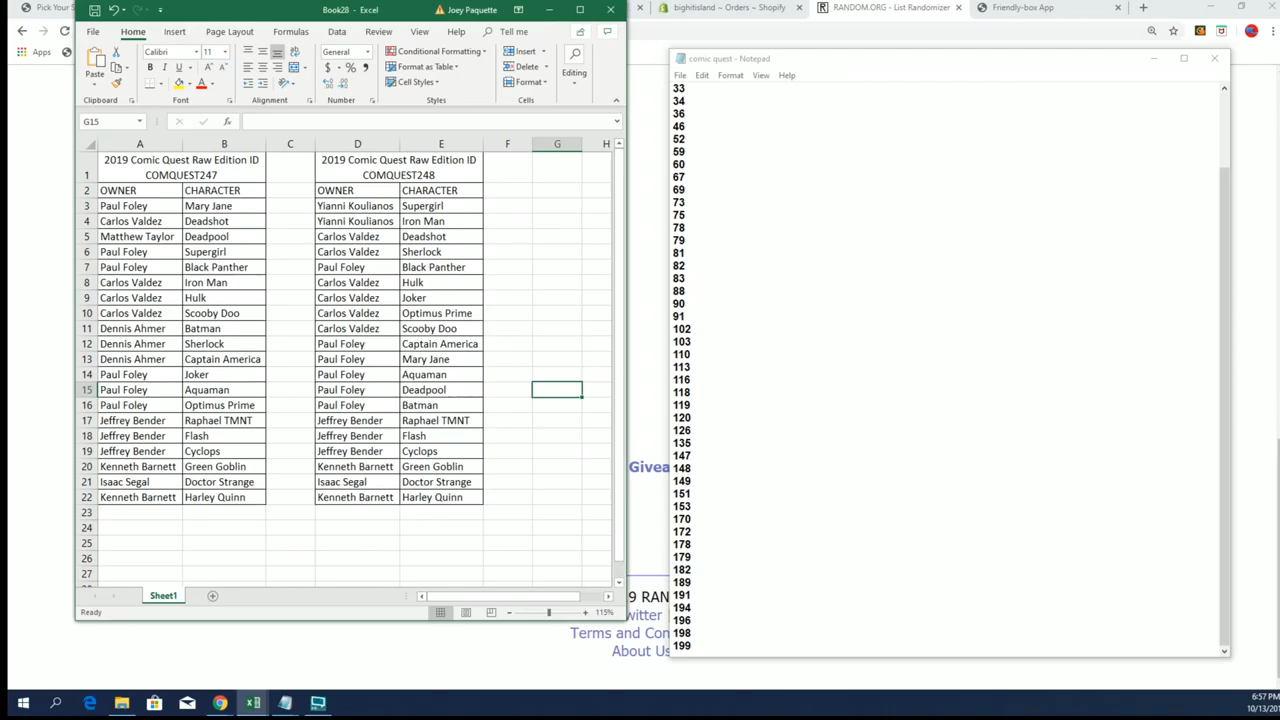 Pick Your S
bighitisland ~ Orders ~ Shopify
RANDOM.ORG - List Randomizer
Friendly-box App
Apps
Book28 - Excel
Joey Paquette
File Home Insert Page Layout Formulas Data Review View Help Tell me
Paste
Calibri 11
B I U
General
$ % ,
Conditional Formatting
Format as Table
Cell Styles
Insert
Delete
Format
Editing
Clipboard Font Alignment Number Styles Cells
G15
A B C D E F G H
1 2019 Comic Quest Raw Edition ID COMQUEST247 2019 Comic Quest Raw Edition ID COMQUEST248
2 OWNER CHARACTER OWNER CHARACTER
3 Paul Foley Mary Jane Yianni Koulianos Supergirl
4 Carlos Valdez Deadshot Yianni Koulianos Iron Man
5 Matthew Taylor Deadpool Carlos Valdez Deadshot
6 Paul Foley Supergirl Carlos Valdez Sherlock
7 Paul Foley Black Panther Paul Foley Black Panther
8 Carlos Valdez Iron Man Carlos Valdez Hulk
9 Carlos Valdez Hulk Carlos Valdez Joker
10 Carlos Valdez Scooby Doo Carlos Valdez Optimus Prime
11 Dennis Ahmer Batman Carlos Valdez Scooby Doo
12 Dennis Ahmer Sherlock Paul Foley Captain America
13 Dennis Ahmer Captain America Paul Foley Mary Jane
14 Paul Foley Joker Paul Foley Aquaman
15 Paul Foley Aquaman Paul Foley Deadpool
16 Paul Foley Optimus Prime Paul Foley Batman
17 Jeffrey Bender Raphael TMNT Jeffrey Bender Raphael TMNT
18 Jeffrey Bender Flash Jeffrey Bender Flash
19 Jeffrey Bender Cyclops Jeffrey Bender Cyclops
20 Kenneth Barnett Green Goblin Kenneth Barnett Green Goblin
21 Isaac Segal Doctor Strange Isaac Segal Doctor Strange
22 Kenneth Barnett Harley Quinn Kenneth Barnett Harley Quinn
23
24
25
26
27
Sheet1
Ready
115%
comic quest - Notepad
File Edit Format View Help
33
34
36
46
52
59
60
67
69
73
75
78
79
81
82
83
88
90
91
102
103
110
113
116
118
119
120
126
135
147
148
149
151
153
170
172
178
179
182
189
191
194
196
198
199
Givea
9 RAN
witter
Terms and Con
About Us
6:57 PM
10/13/20